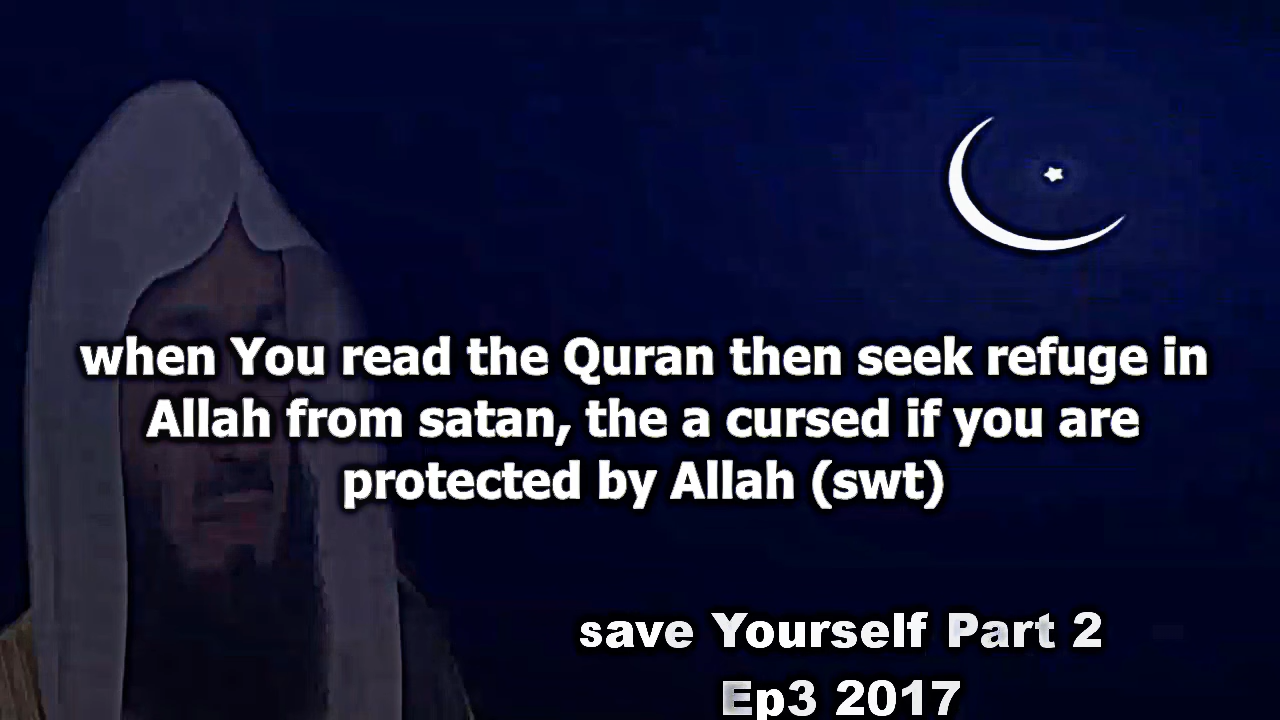 when You read the Quran then seek refuge in
Allah from satan, the a cursed if you are
protected by Allah (swt)
save Yourself Part 2
Ep3 2017